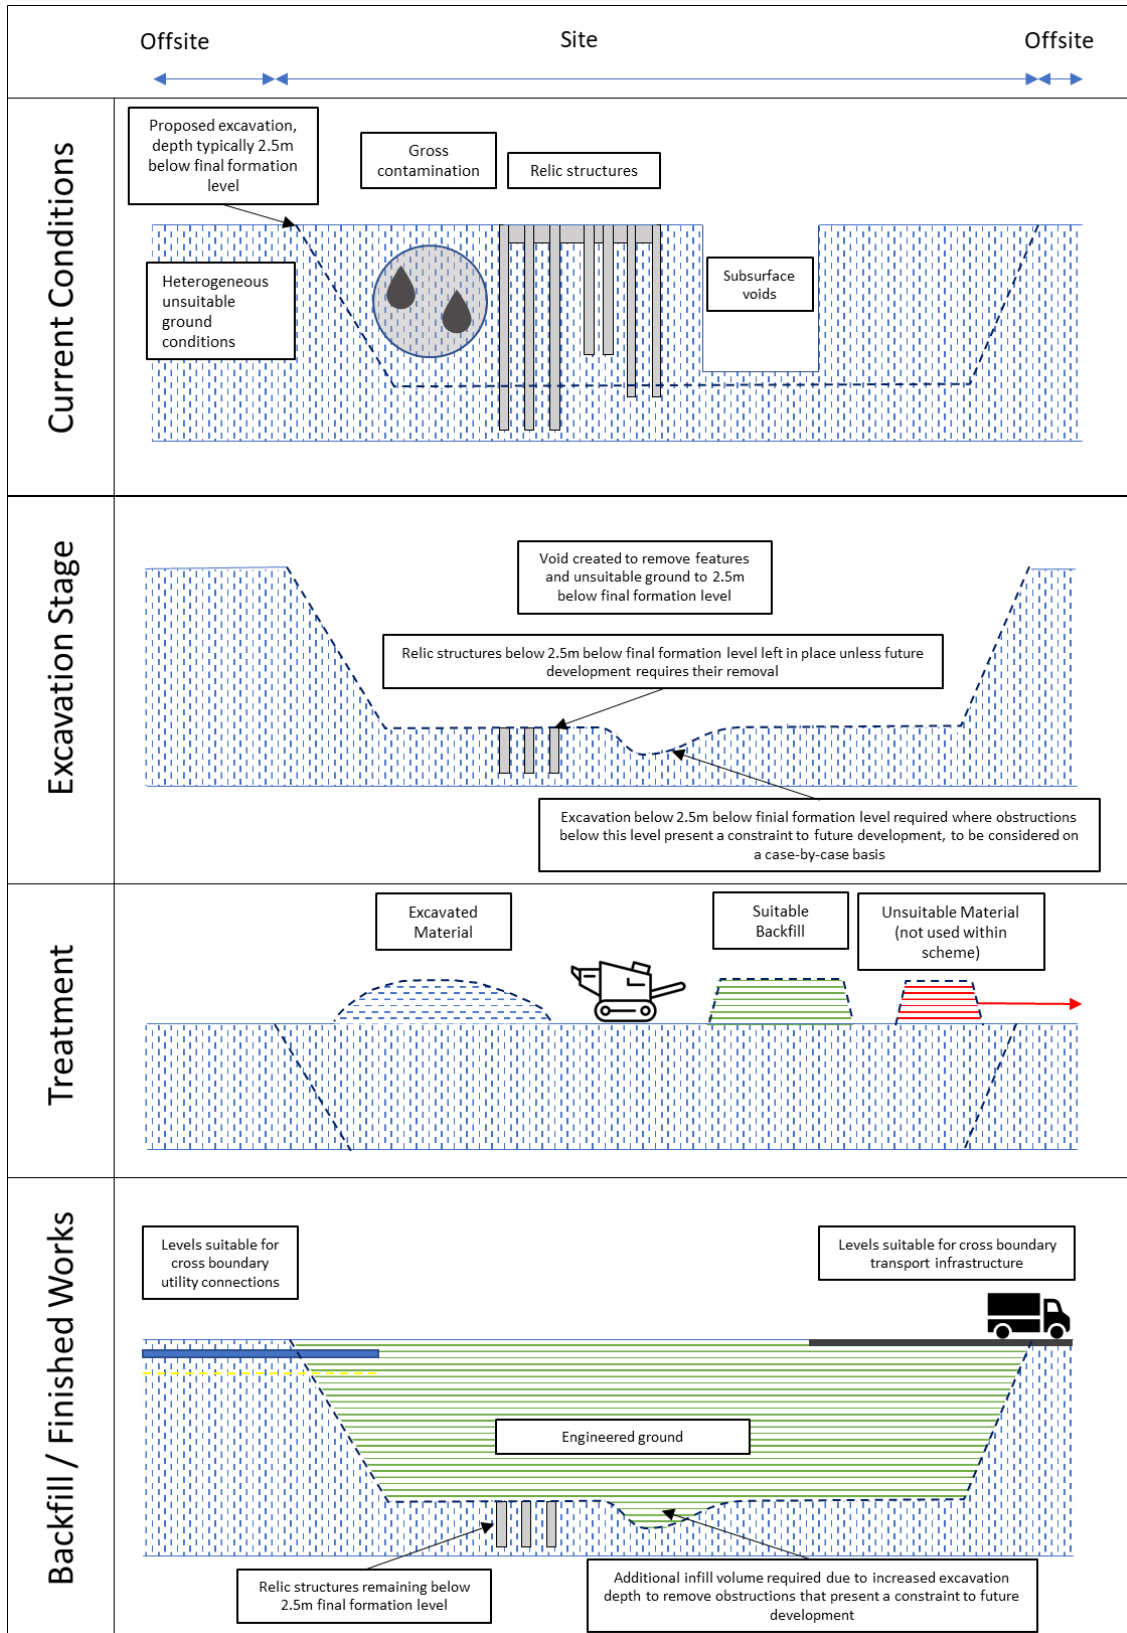 Offsite
Site
Offsite
Current Conditions
Proposed excavation,
depth typically 2.5m
below final formation
level
Gross
contamination
Relic structures
Heterogeneous
unsuitable
ground
conditions
Subsurface
voids
Excavation Stage
Void created to remove features
and unsuitable ground to 2.5m
below final formation level
Relic structures below 2.5m below final formation level left in place unless future
development requires their removal
Excavation below 2.5m below finial formation level required where obstructions
below this level present a constraint to future development, to be considered on
a case-by-case basis
Treatment
Excavated
Material
Suitable
Backfill
Unsuitable Material
(not used within
scheme)
Backfill / Finished Works
Levels suitable for
cross boundary
utility connections
Levels suitable for cross boundary
transport infrastructure
Engineered ground
Relic structures remaining below
2.5m final formation level
Additional infill volume required due to increased excavation
depth to remove obstructions that present a constraint to future
development